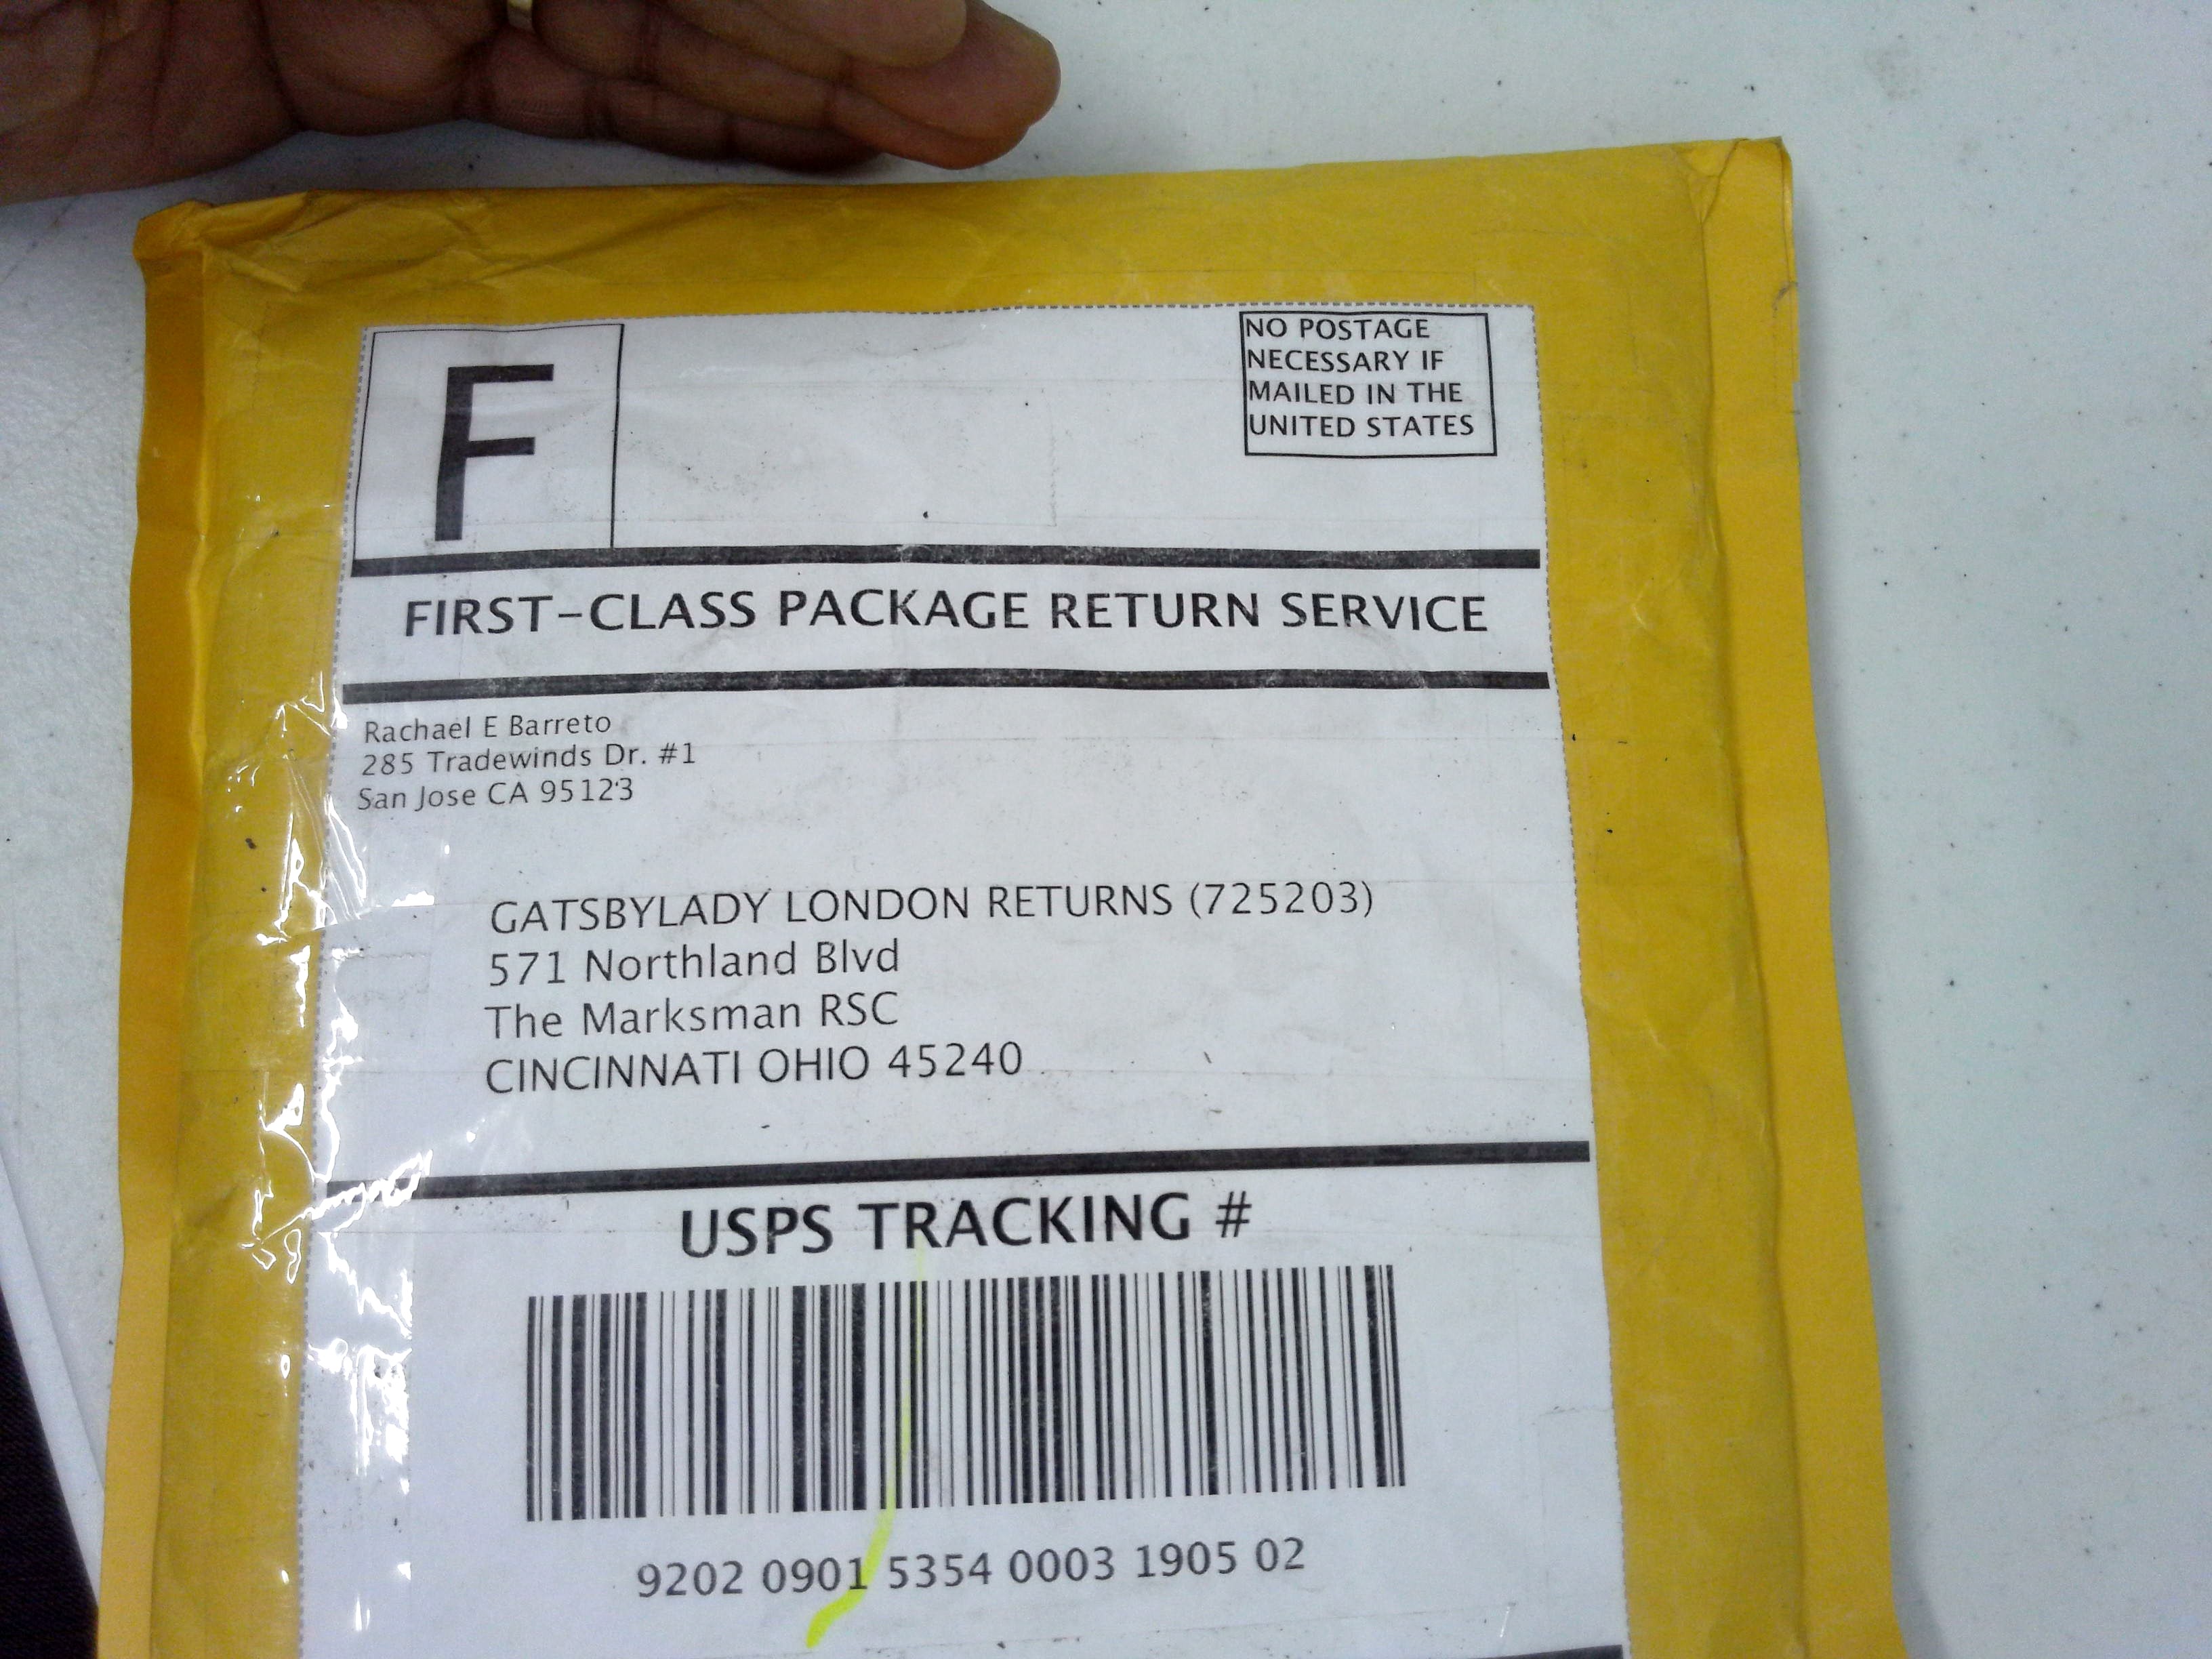 F
NO POSTAGE
NECESSARY IF
MAILED IN THE
UNITED STATES
FIRST-CLASS PACKAGE RETURN SERVICE
Rachael E Barreto
285 Tradewinds Dr. #1
San Jose CA 95123
GATSBYLADY LONDON RETURNS (725203)
571 Northland Blvd
The Marksman RSC
CINCINNATI OHIO 45240
USPS TRACKING #
9202 0901 5354 0003 1905 02